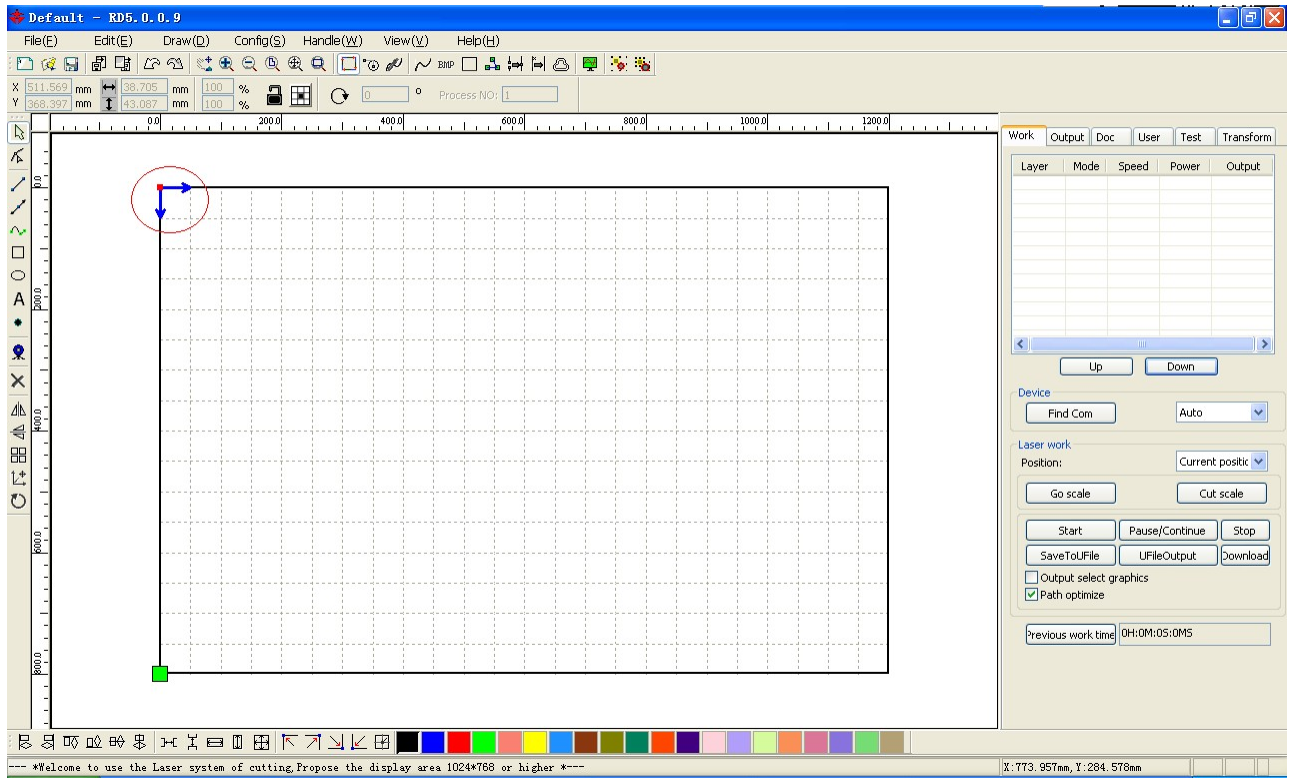 Default - RD5.0.0.9
File(F) Edit(E) Draw(D) Config(S) Handle(W) View(V) Help(H)
BMP
X 511.569 mm 38.705 mm 100 %
Y 368.397 mm 43.087 mm 100 %
0 ° Process NO: 1
0.0 200.0 400.0 600.0 800.0 1000.0 1200.0
0.0
200.0
400.0
600.0
800.0
A
Work Output Doc User Test Transform
Layer Mode Speed Power Output
Up Down
Device
Find Com Auto
Laser work
Position: Current positic
Go scale Cut scale
Start Pause/Continue Stop
SaveToUFile UFileOutput Download
Output select graphics
Path optimize
Previous work time 0H:0M:0S:0MS
--- *Welcome to use the Laser system of cutting,Propose the display area 1024*768 or higher *---
X:773.957mm,Y:284.578mm